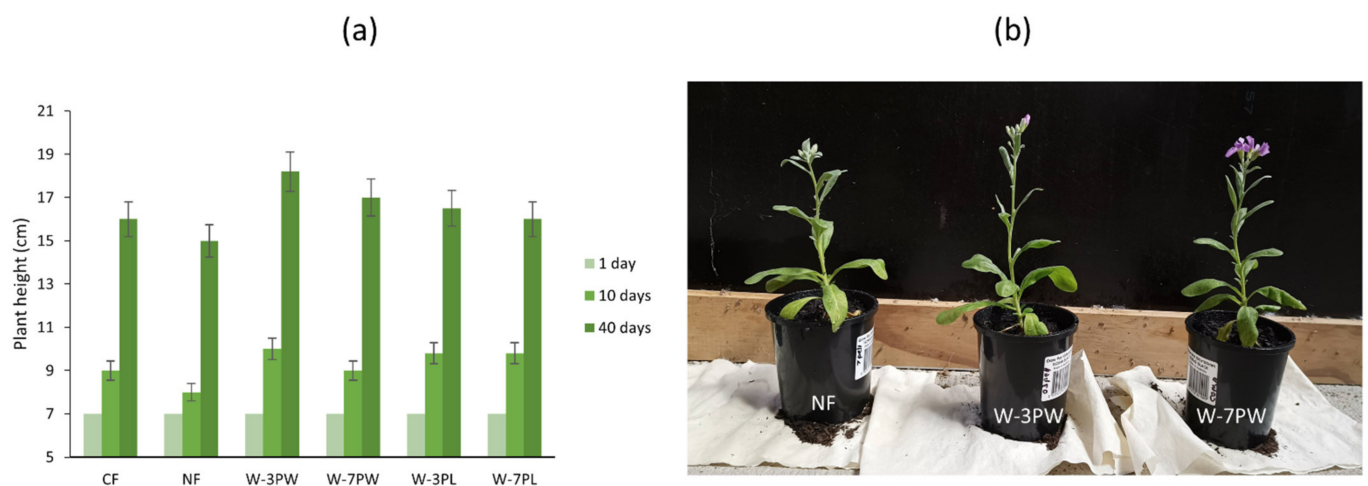 (a)
(b)
21
19
17
15
13
11
9
7
5
Plant height (cm)
CF
NF
W-3PW
W-7PW
W-3PL
W-7PL
1 day
10 days
40 days
NF
W-3PW
W-7PW